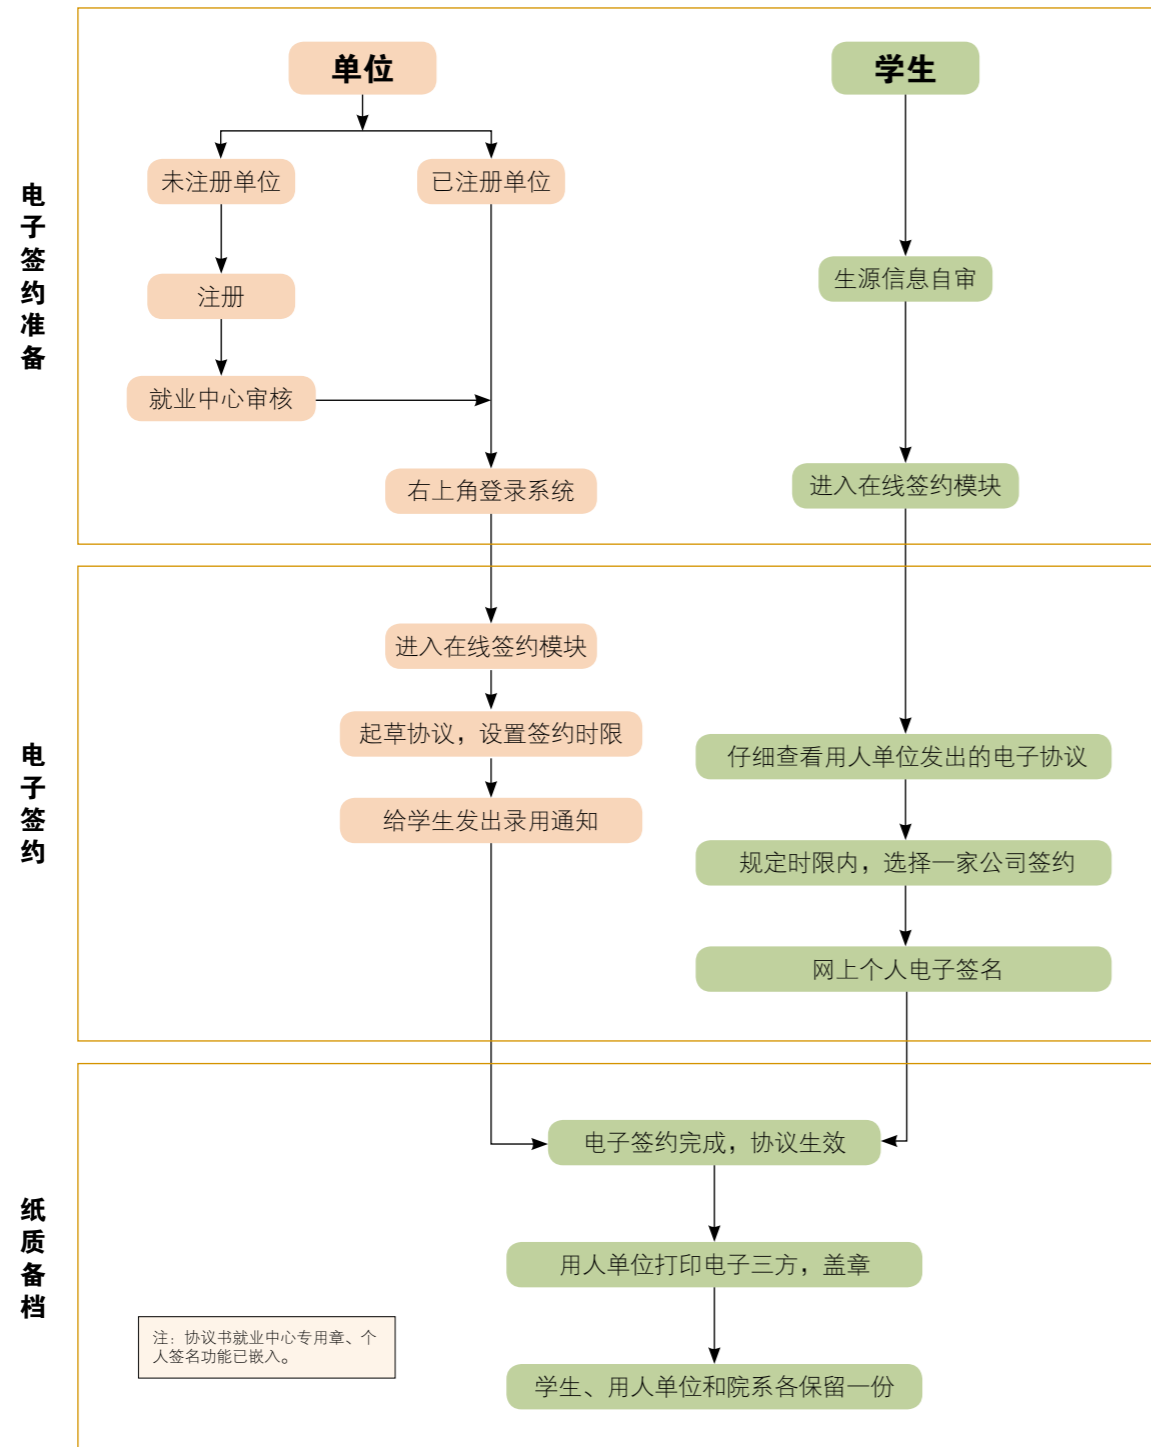 电子签约准备
单位
学生
未注册单位
已注册单位
生源信息自审
注册
就业中心审核
右上角登录系统
进入在线签约模块
电子签约
进入在线签约模块
起草协议，设置签约时限
仔细查看用人单位发出的电子协议
给学生发出录用通知
规定时限内，选择一家公司签约
网上个人电子签名
纸质备档
电子签约完成，协议生效
用人单位打印电子三方，盖章
注：协议书就业中心专用章、个
人签名功能已嵌入。
学生、用人单位和院系各保留一份